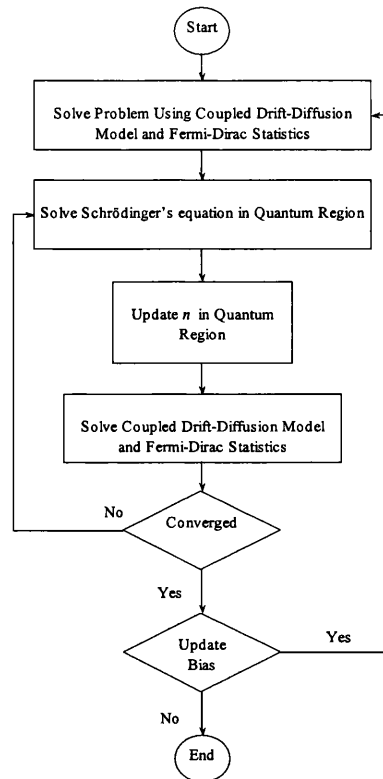 Start
Solve Problem Using Coupled Drift-Diffusion
Model and Fermi-Dirac Statistics
Solve Schrödinger's equation in Quantum Region
Update n in Quantum
Region
Solve Coupled Drift-Diffusion Model
and Fermi-Dirac Statistics
No
Converged
Yes
Update
Bias
Yes
No
End